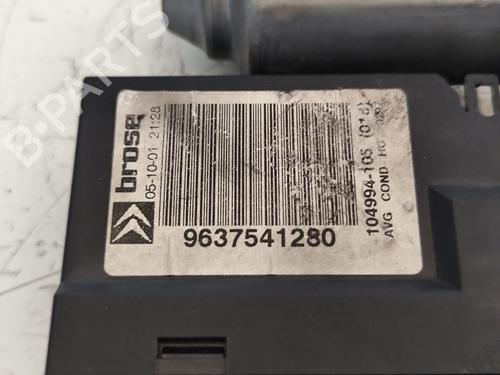 brose
05-10-01 21:28
9637541280
104994-105
AVG COND
B-PARTS